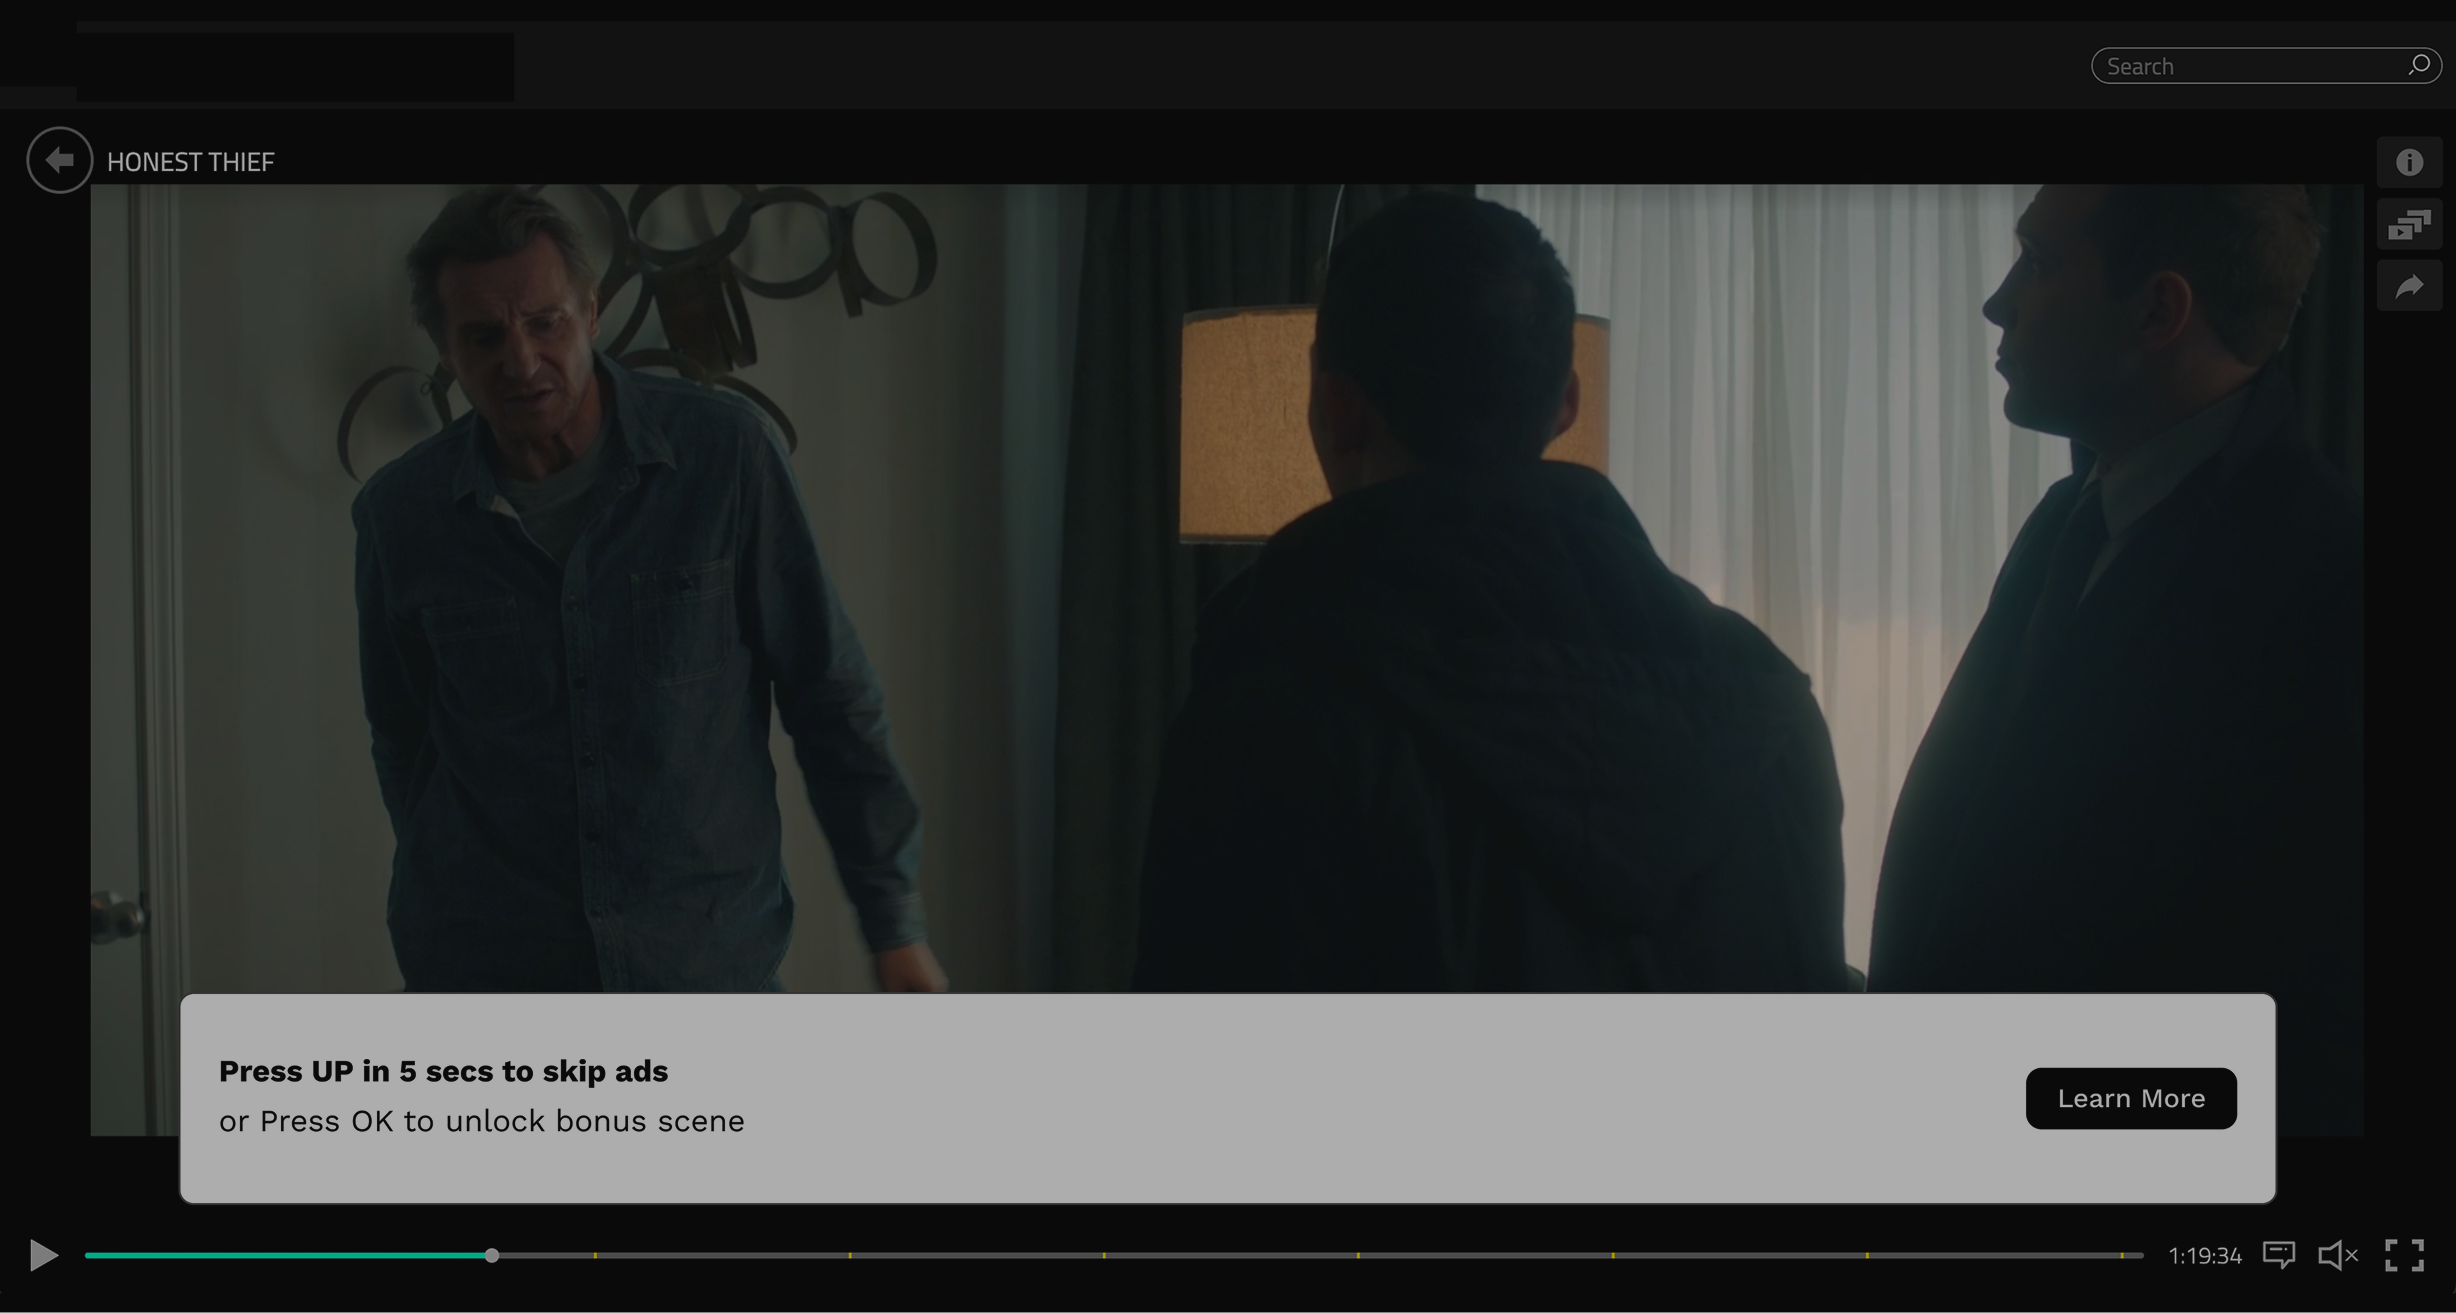 Search
HONEST THIEF
Press UP in 5 secs to skip ads
or Press OK to unlock bonus scene
Learn More
1:19:34